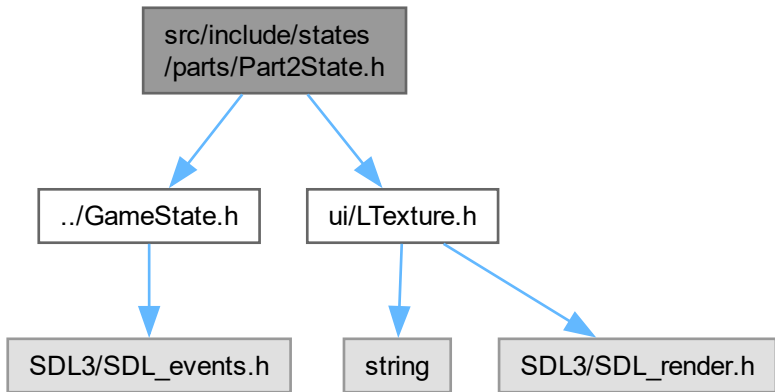 src/include/states
/parts/Part2State.h
../GameState.h
ui/LTexture.h
SDL3/SDL_events.h
string
SDL3/SDL_render.h